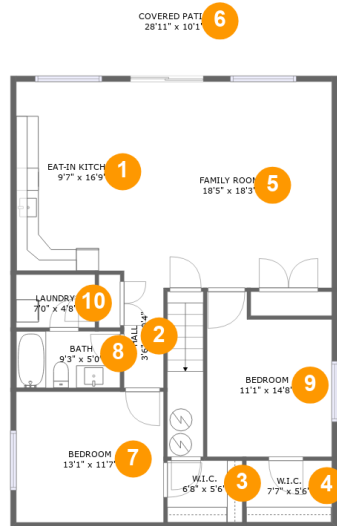 COVERED PATI
28'11" x 10'1"
6
EAT-IN KITCH
9'7" x 16'9"
1
FAMILY ROOM
18'5" x 18'3"
5
LAUNDRY
7'0" x 4'8"
10
HALL
3'6"
2
BATH
9'3" x 5'0"
8
BEDROOM
11'1" x 14'8"
9
BEDROOM
13'1" x 11'7"
7
W.I.C.
6'8" x 5'6"
3
W.I.C.
7'7" x 5'6"
4